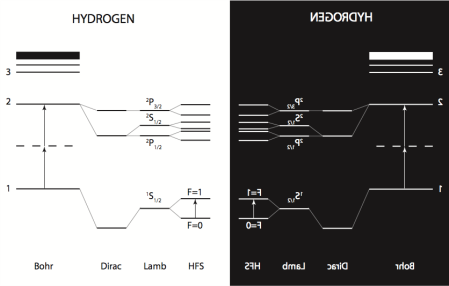 HYDROGEN
3
2
²P3/2
²S1/2
²P1/2
1
¹S1/2
F=1
F=0
Bohr Dirac Lamb HFS
HYDROGEN
3
2
²P3/2
²S1/2
²P1/2
1
¹S1/2
F=1
F=0
HFS Lamb Dirac Bohr